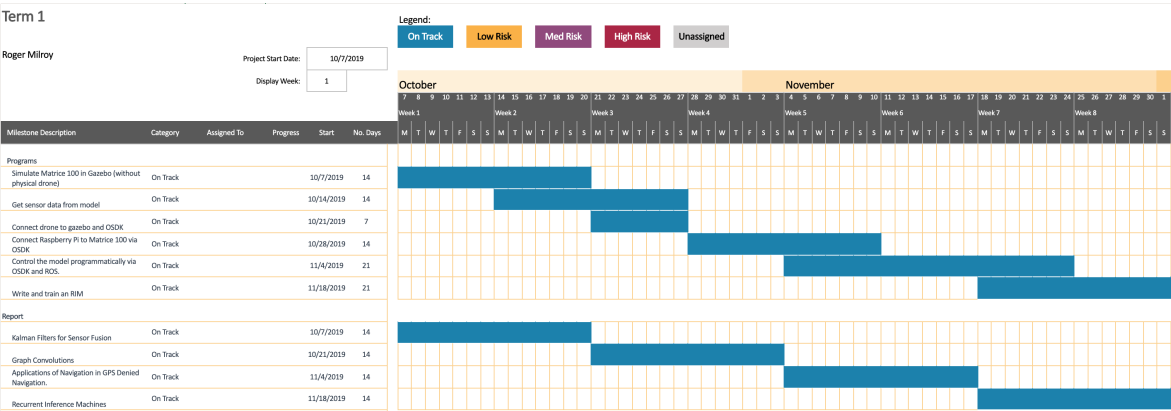 Term 1
Legend:
On Track Low Risk Med Risk High Risk Unassigned
Roger Milroy
Project Start Date: 10/7/2019
Display Week: 1
October November
7 8 9 10 11 12 13 14 15 16 17 18 19 20 21 22 23 24 25 26 27 28 29 30 31 1 2 3 4 5 6 7 8 9 10 11 12 13 14 15 16 17 18 19 20 21 22 23 24 25 26 27 28 29 30 1
Week 1 Week 2 Week 3 Week 4 Week 5 Week 6 Week 7 Week 8
Milestone Description Category Assigned To Progress Start No. Days M T W T F S S M T W T F S S M T W T F S S M T W T F S S M T W T F S S M T W T F S S M T W T F S S M T W T F S S
Programs
Simulate Matrice 100 in Gazebo (without
physical drone) On Track 10/7/2019 14
Get sensor data from model On Track 10/14/2019 14
Connect drone to gazebo and OSDK On Track 10/21/2019 7
Connect Raspberry Pi to Matrice 100 via
OSDK On Track 10/28/2019 14
Control the model programmatically via
OSDK and ROS. On Track 11/4/2019 21
Write and train an RIM On Track 11/18/2019 21
Report
Kalman Filters for Sensor Fusion On Track 10/7/2019 14
Graph Convolutions On Track 10/21/2019 14
Applications of Navigation in GPS Denied
Navigation. On Track 11/4/2019 14
Recurrent Inference Machines On Track 11/18/2019 14